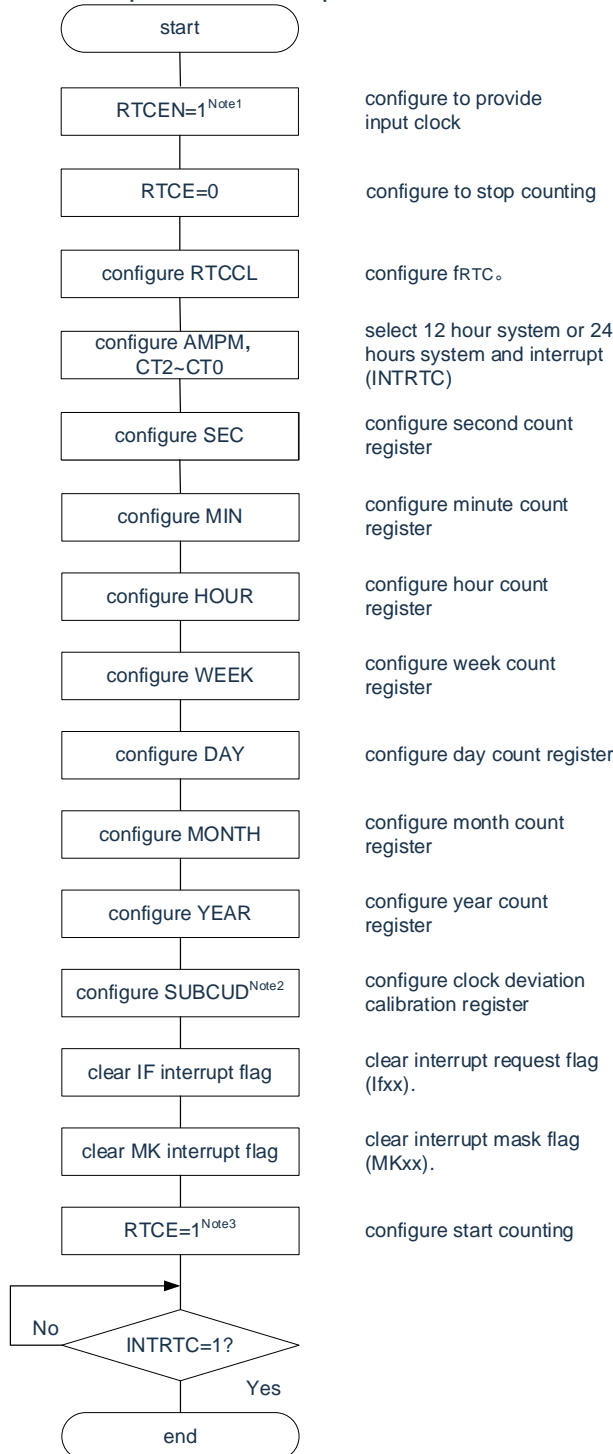 start
RTCEN=1Note1
configure to provide
input clock
RTCE=0
configure to stop counting
configure RTCCL
configure fRTC。
configure AMPM，
CT2~CT0
select 12 hour system or 24
hours system and interrupt
(INTRTC)
configure SEC
configure second count
register
configure MIN
configure minute count
register
configure HOUR
configure hour count
register
configure WEEK
configure week count
register
configure DAY
configure day count register
configure MONTH
configure month count
register
configure YEAR
configure year count
register
configure SUBCUDNote2
configure clock deviation
calibration register
clear IF interrupt flag
clear interrupt request flag
(Ifxx).
clear MK interrupt flag
clear interrupt mask flag
(MKxx).
RTCE=1Note3
configure start counting
No
INTRTC=1?
Yes
end